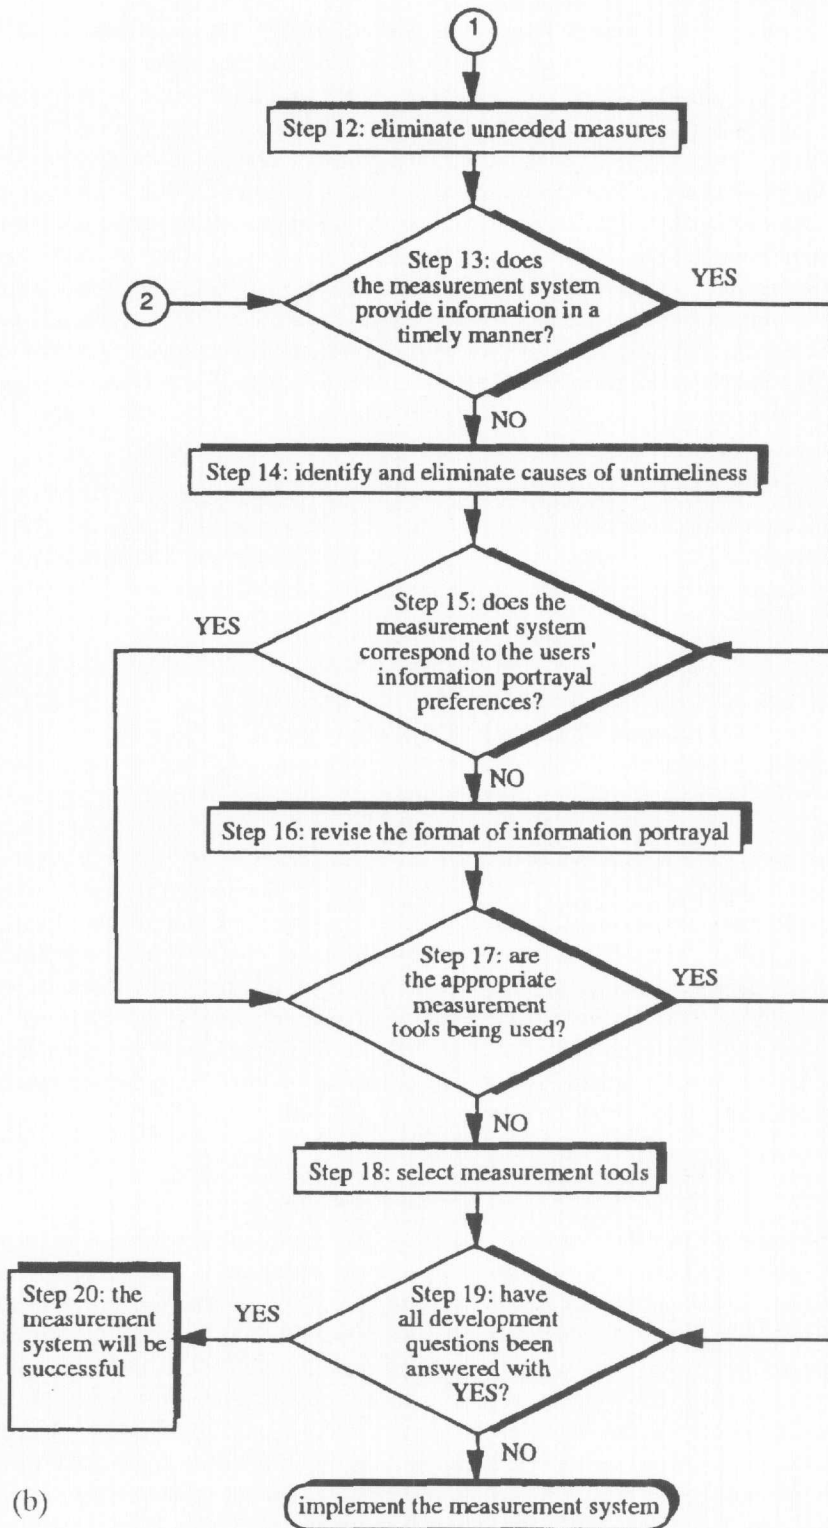 1
Step 12: eliminate unneeded measures
Step 13: does
the measurement system
provide information in a
timely manner?
YES
2
NO
Step 14: identify and eliminate causes of untimeliness
YES
Step 15: does the
measurement system
correspond to the users'
information portrayal
preferences?
NO
Step 16: revise the format of information portrayal
Step 17: are
the appropriate
measurement
tools being used?
YES
NO
Step 18: select measurement tools
Step 20: the
measurement
system will be
successful
YES
Step 19: have
all development
questions been
answered with
YES?
NO
implement the measurement system
(b)